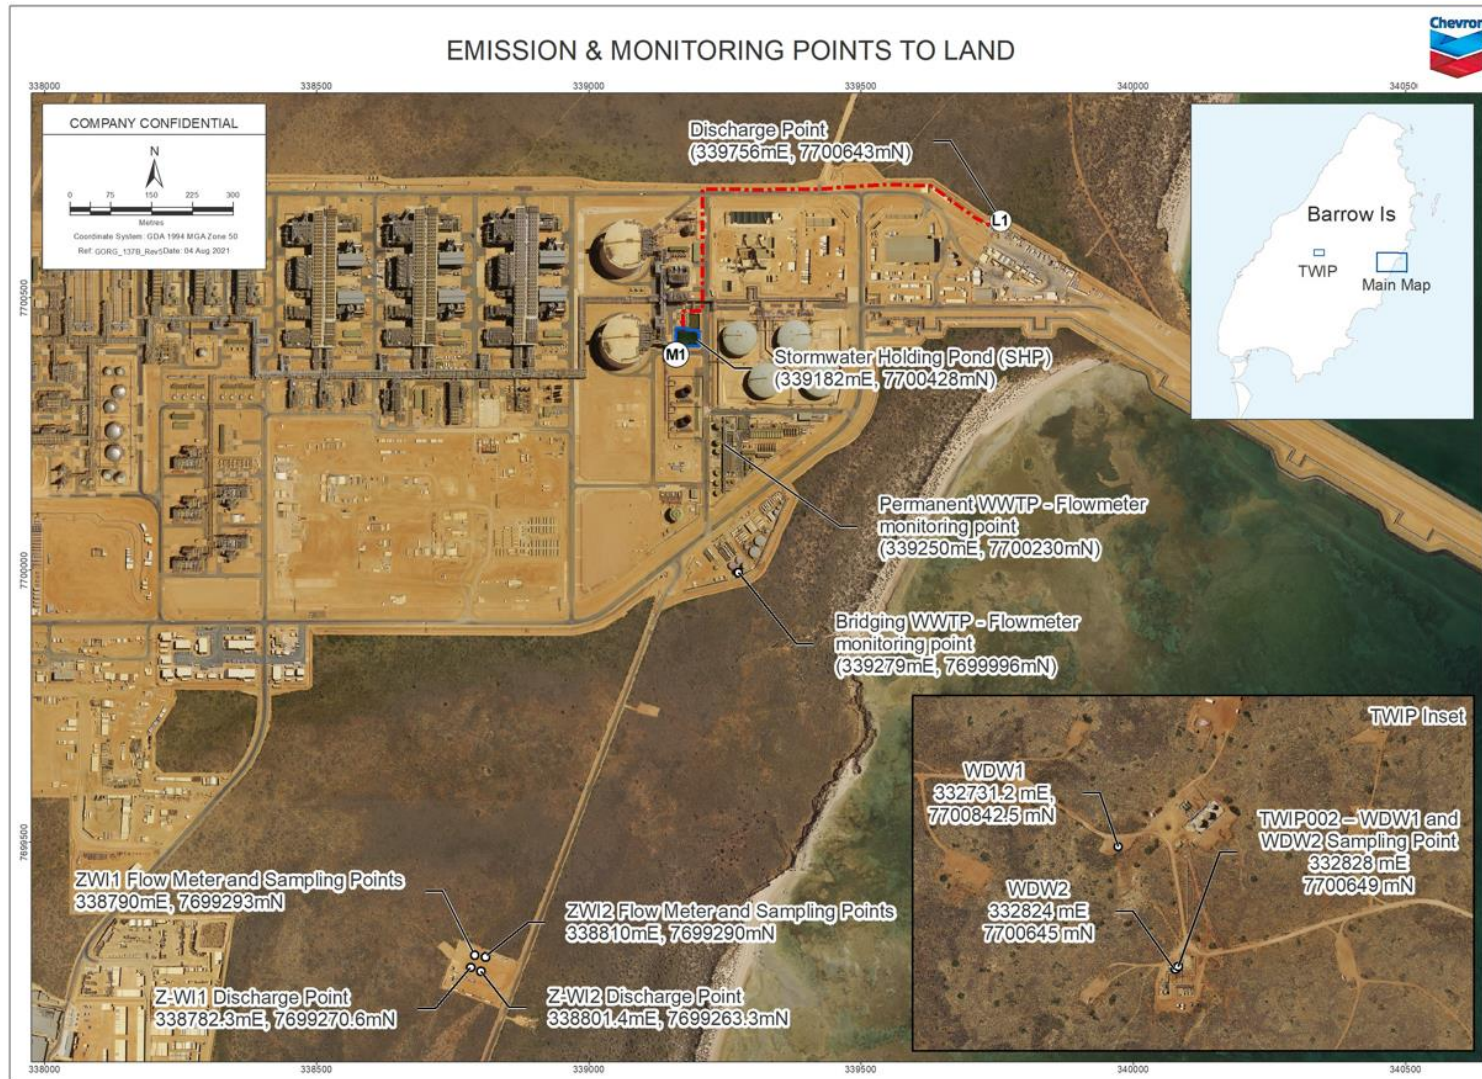 Chevron
EMISSION & MONITORING POINTS TO LAND
338000
338500
339000
339500
340000
340500
COMPANY CONFIDENTIAL
N
0 75 150 225 300
Metres
Coordinate System: GDA 1994 MGA Zone 50
Ref: GORG_137B_Rev5Date: 04 Aug 2021
Discharge Point
(339756mE, 7700643mN)
L1
Barrow Is
TWIP
Main Map
7700500
M1
Stormwater Holding Pond (SHP)
(339182mE, 7700428mN)
Permanent WWTP - Flowmeter
monitoring point
(339250mE, 7700230mN)
7700000
Bridging WWTP - Flowmeter
monitoring point
(339279mE, 7699996mN)
7699500
TWIP Inset
WDW1
332731.2 mE,
7700842.5 mN
TWIP002 – WDW1 and
WDW2 Sampling Point
332828 mE
7700649 mN
WDW2
332824 mE
7700645 mN
ZWI1 Flow Meter and Sampling Points
338790mE, 7699293mN
ZWI2 Flow Meter and Sampling Points
338810mE, 7699290mN
Z-WI1 Discharge Point
338782.3mE, 7699270.6mN
Z-WI2 Discharge Point
338801.4mE, 7699263.3mN
338000
338500
339000
339500
340000
340500